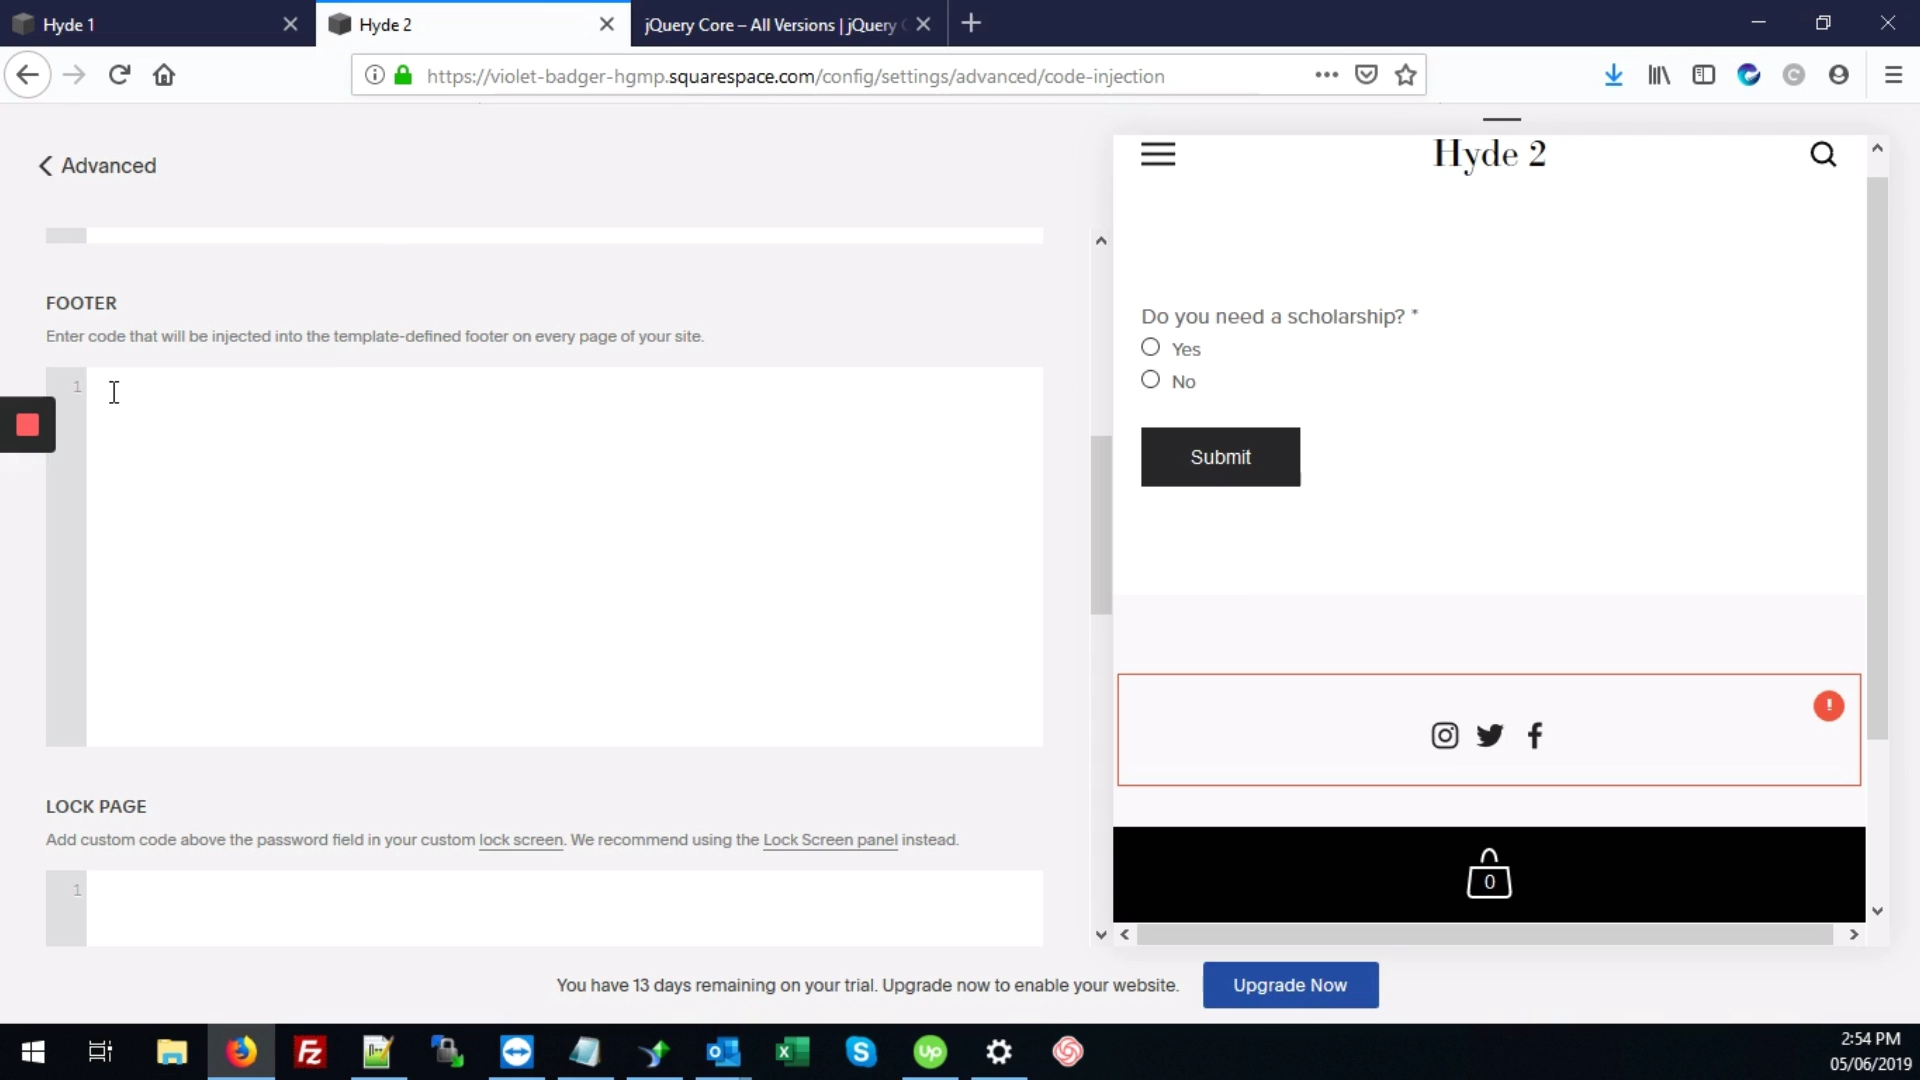 Hyde 1
Hyde 2
jQuery Core – All Versions | jQuery
https://violet-badger-hgmp.squarespace.com/config/settings/advanced/code-injection
Advanced
FOOTER
Enter code that will be injected into the template-defined footer on every page of your site.
1
LOCK PAGE
Add custom code above the password field in your custom lock screen. We recommend using the Lock Screen panel instead.
1
Hyde 2
Do you need a scholarship? *
Yes
No
Submit
!
0
You have 13 days remaining on your trial. Upgrade now to enable your website.
Upgrade Now
2:54 PM
05/06/2019